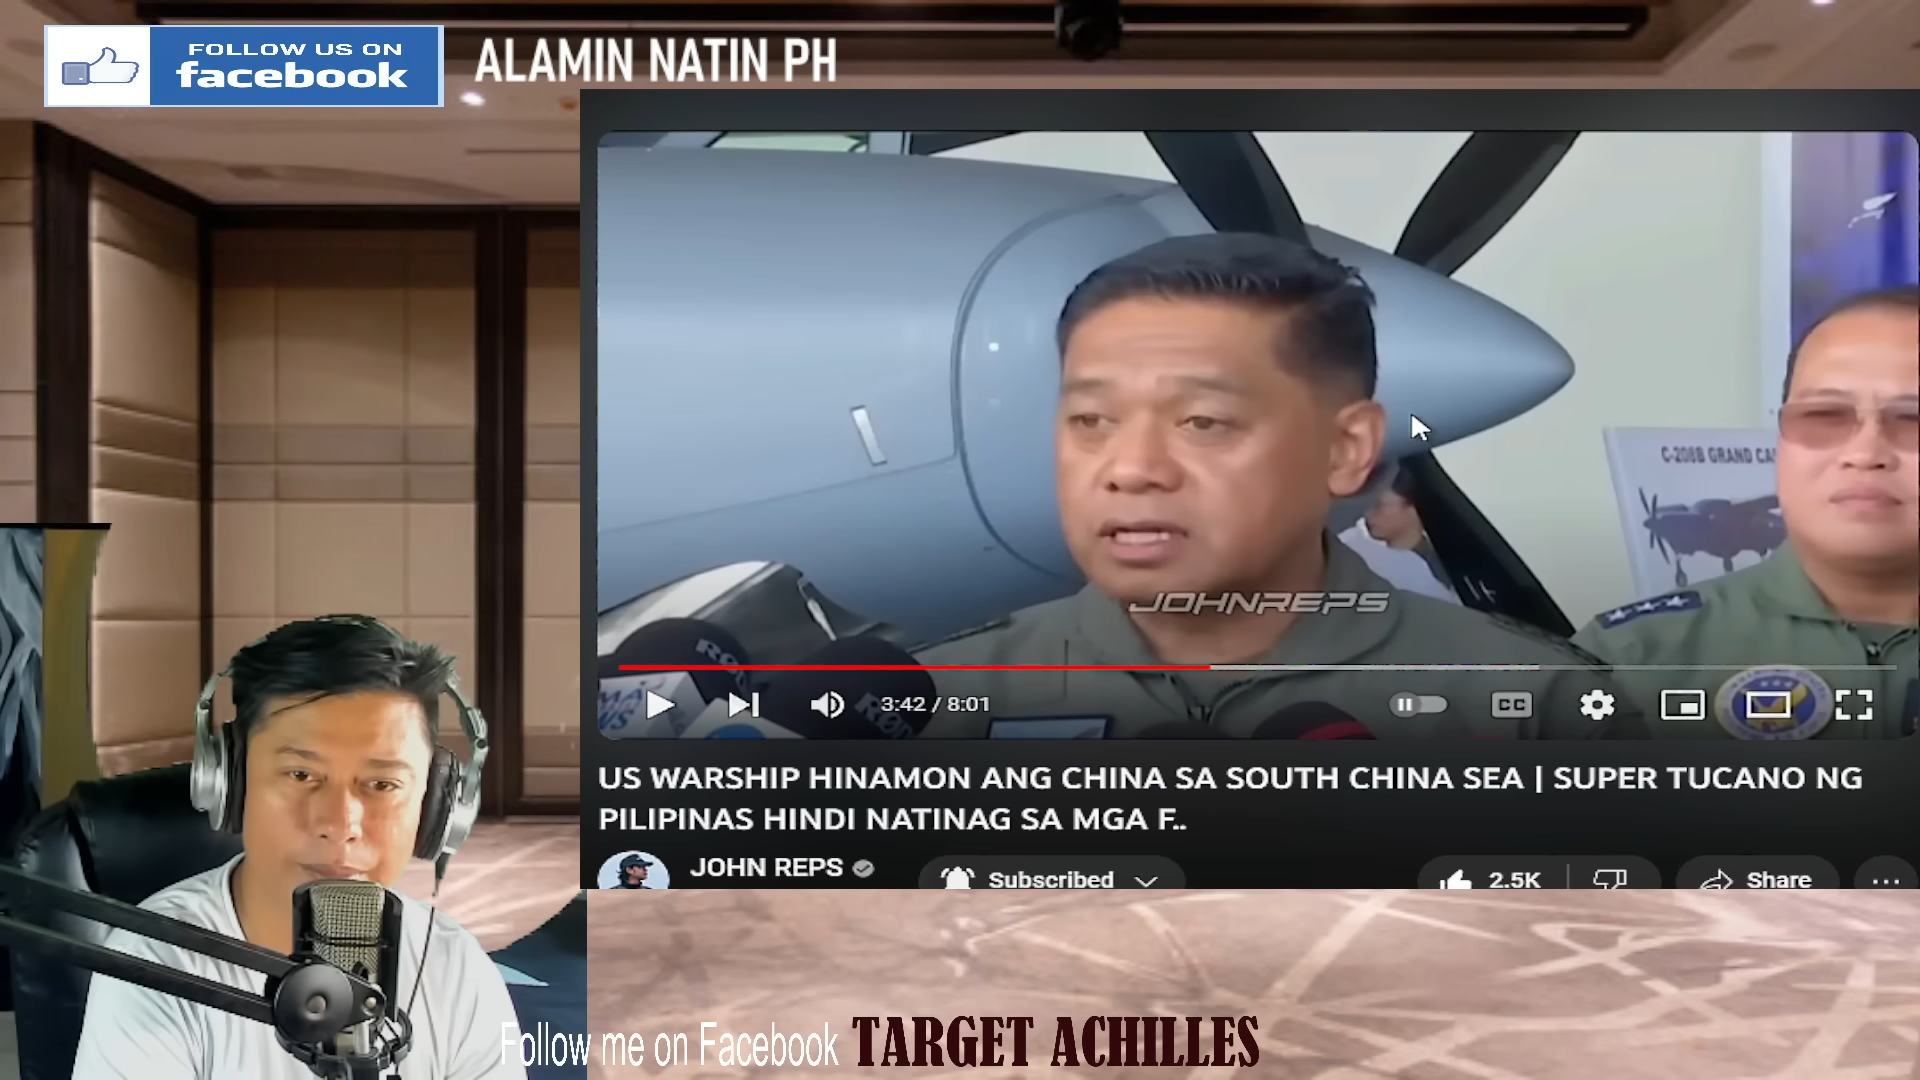 FOLLOW US ON
facebook
ALAMIN NATIN PH
C-208B GRAND CA
JOHNREPS
3:42 / 8:01
CC
US WARSHIP HINAMON ANG CHINA SA SOUTH CHINA SEA | SUPER TUCANO NG
PILIPINAS HINDI NATINAG SA MGA F..
JOHN REPS
Subscribed
2.5K
Share
Follow me on Facebook TARGET ACHILLES